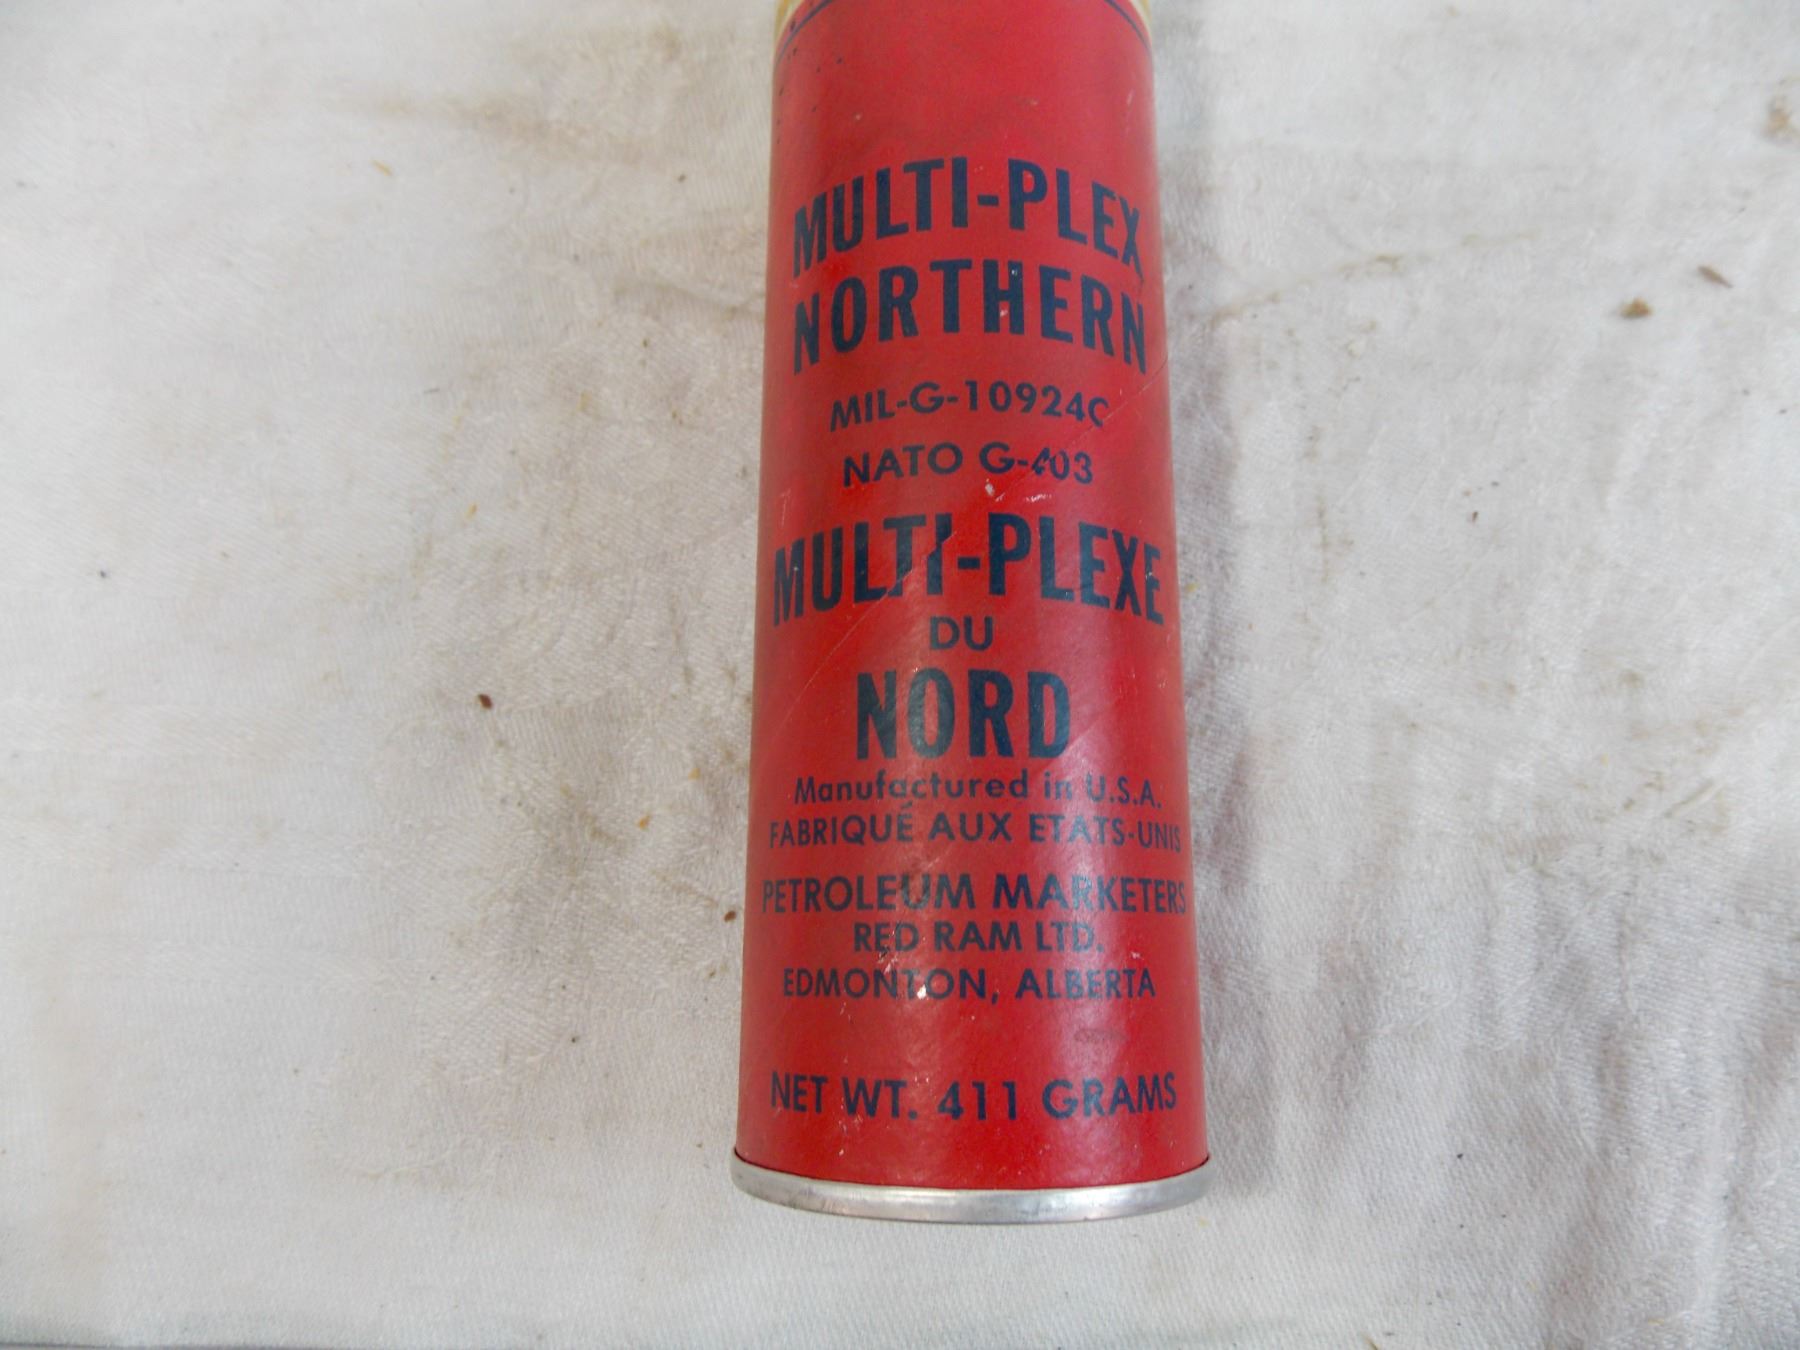 MULTI-PLEX
NORTHERN
MIL-G-10924C
NATO G-403
MULTI-PLEXE
DU
NORD
Manufactured in U.S.A.
FABRIQUÉ AUX ETATS-UNIS
PETROLEUM MARKETERS
RED RAM LTD.
EDMONTON, ALBERTA
NET WT. 411 GRAMS